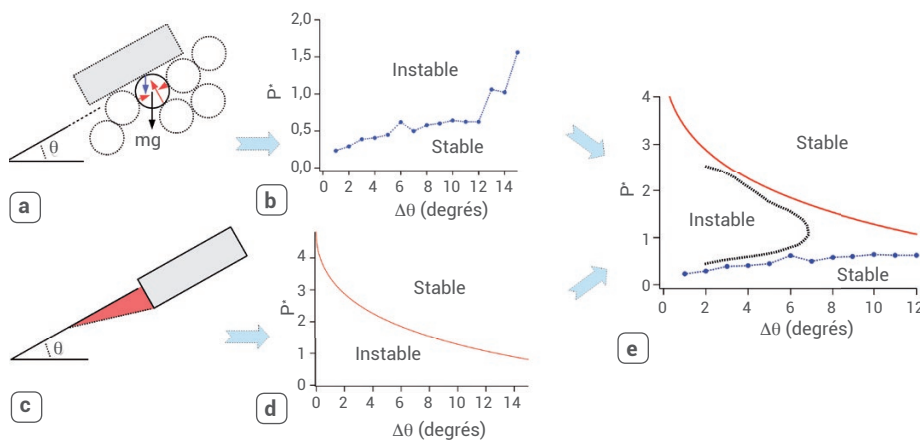 θ
mg
a
2,0
1,5
1,0
0,5
0,0
P*
Instable
Stable
0 2 4 6 8 10 12 14
Δθ (degrés)
b
θ
c
4
3
2
1
0
P*
Stable
Instable
0 2 4 6 8 10 12 14
Δθ (degrés)
d
4
3
2
1
0
P*
Stable
Instable
Stable
0 2 4 6 8 10 12
Δθ (degrés)
e